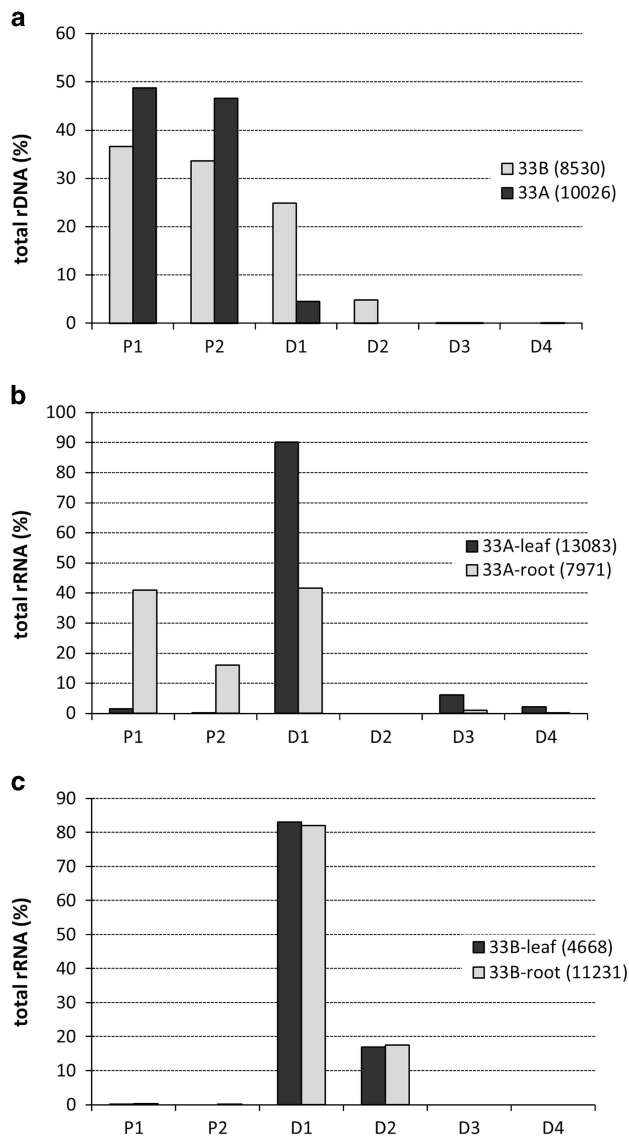 a
60
50
40
30
20
10
0
total rDNA (%)
33B (8530)
33A (10026)
P1 P2 D1 D2 D3 D4
b
100
90
80
70
60
50
40
30
20
10
0
total rRNA (%)
33A-leaf (13083)
33A-root (7971)
P1 P2 D1 D2 D3 D4
c
90
80
70
60
50
40
30
20
10
0
total rRNA (%)
33B-leaf (4668)
33B-root (11231)
P1 P2 D1 D2 D3 D4